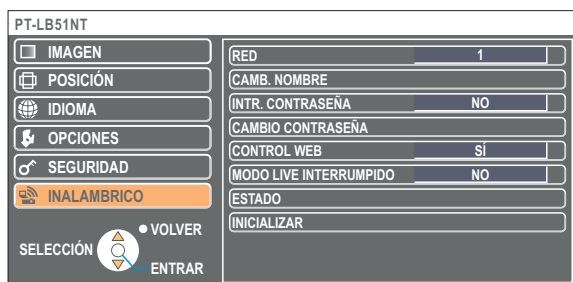 PT-LB51NT
IMAGEN
POSICIÓN
IDIOMA
OPCIONES
SEGURIDAD
INALAMBRICO
SELECCIÓN
VOLVER
ENTRAR
RED 1
CAMB. NOMBRE
INTR. CONTRASEÑA NO
CAMBIO CONTRASEÑA
CONTROL WEB SÍ
MODO LIVE INTERRUMPIDO NO
ESTADO
INICIALIZAR